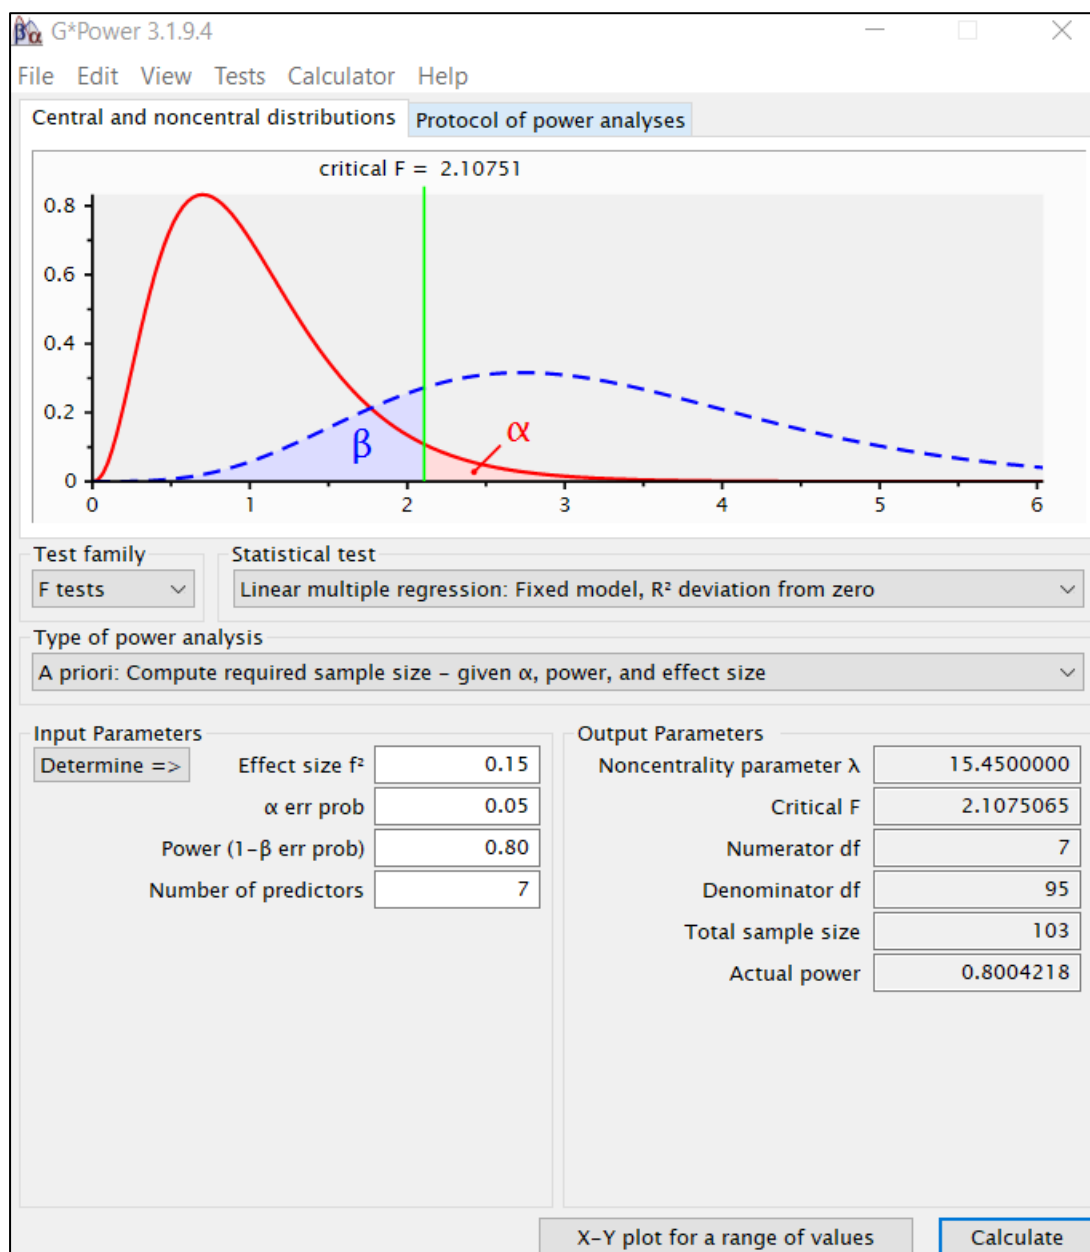 βα G*Power 3.1.9.4
File Edit View Tests Calculator Help
Central and noncentral distributions Protocol of power analyses
critical F = 2.10751
0.8
0.6
0.4
0.2
0
β
α
0 1 2 3 4 5 6
Test family Statistical test
F tests Linear multiple regression: Fixed model, R² deviation from zero
Type of power analysis
A priori: Compute required sample size – given α, power, and effect size
Input Parameters Output Parameters
Determine => Effect size f² 0.15 Noncentrality parameter λ 15.4500000
α err prob 0.05 Critical F 2.1075065
Power (1–β err prob) 0.80 Numerator df 7
Number of predictors 7 Denominator df 95
Total sample size 103
Actual power 0.8004218
X–Y plot for a range of values Calculate